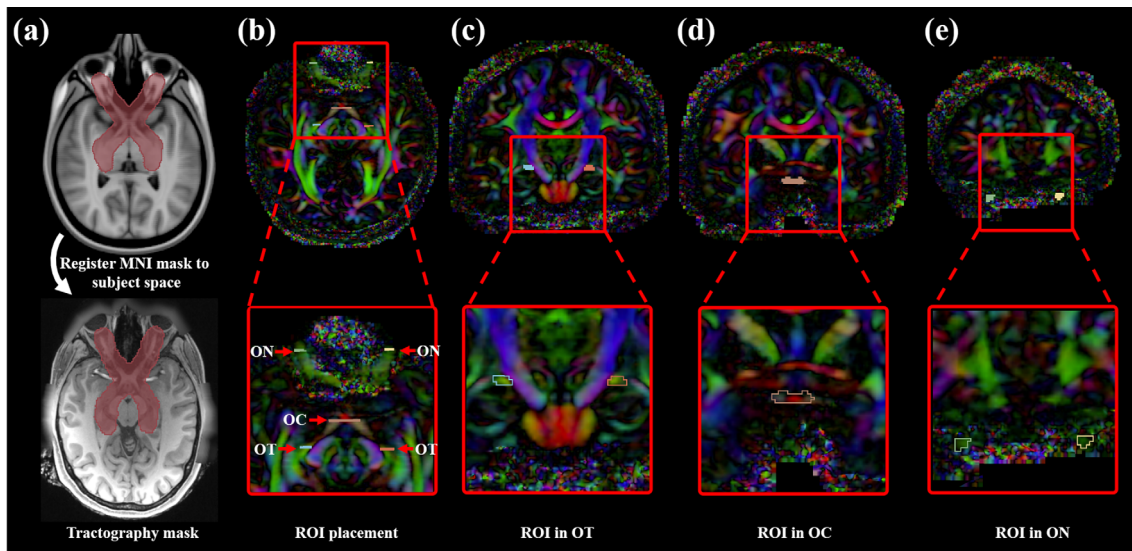 (a)
(b)
(c)
(d)
(e)
Register MNI mask to
subject space
ON
ON
OC
OT
OT
Tractography mask
ROI placement
ROI in OT
ROI in OC
ROI in ON